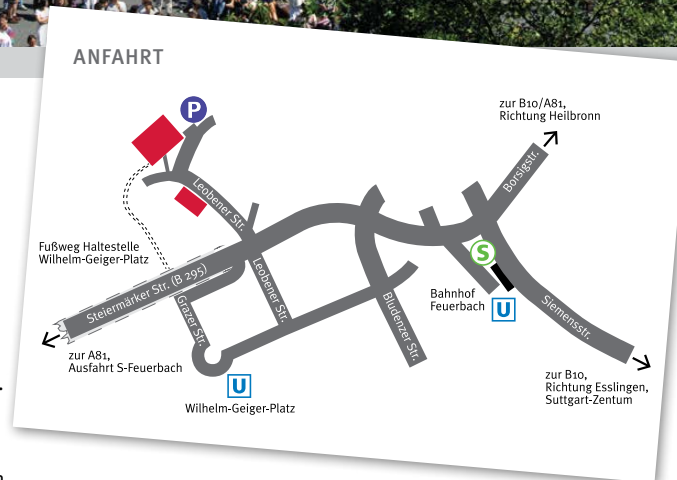 ANFAHRT
P
zur B10/A81,
Richtung Heilbronn
Borsigstr.
Leobener Str.
Fußweg Haltestelle
Wilhelm-Geiger-Platz
Steiermärker Str. (B 295)
Leobener Str.
S
Bahnhof
Feuerbach
U
Siemensstr.
Grazer Str.
Bludenzer Str.
zur A81,
Ausfahrt S-Feuerbach
U
Wilhelm-Geiger-Platz
zur B10,
Richtung Esslingen,
Suttgart-Zentum